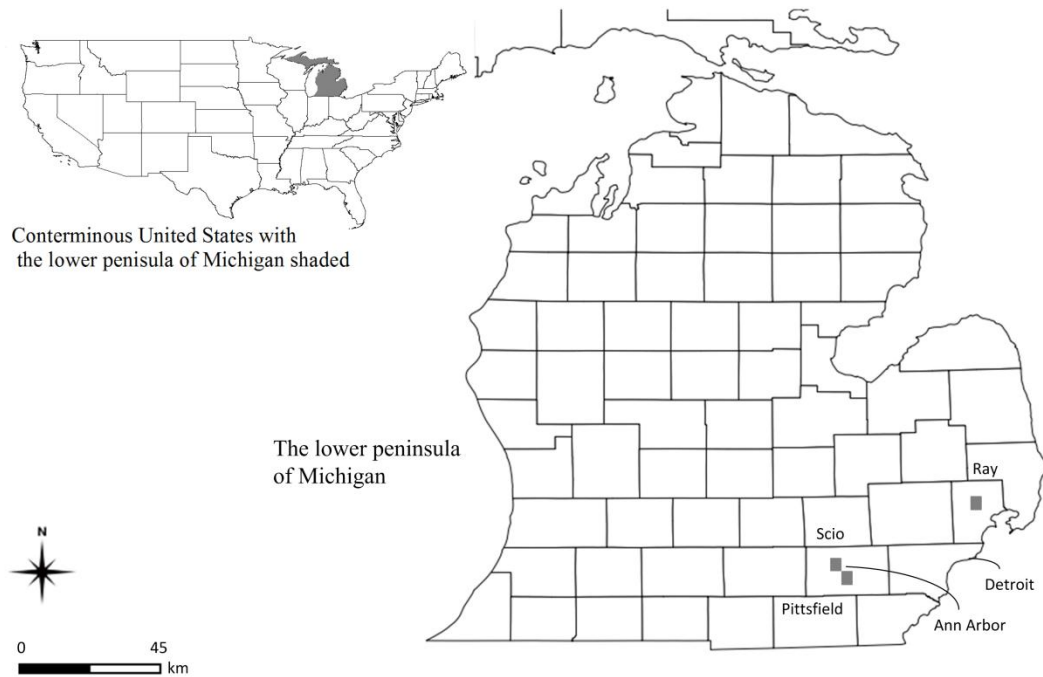 Conterminous United States with
the lower penisula of Michigan shaded
The lower peninsula
of Michigan
Ray
Scio
Detroit
Pittsfield
Ann Arbor
N
0 45
km